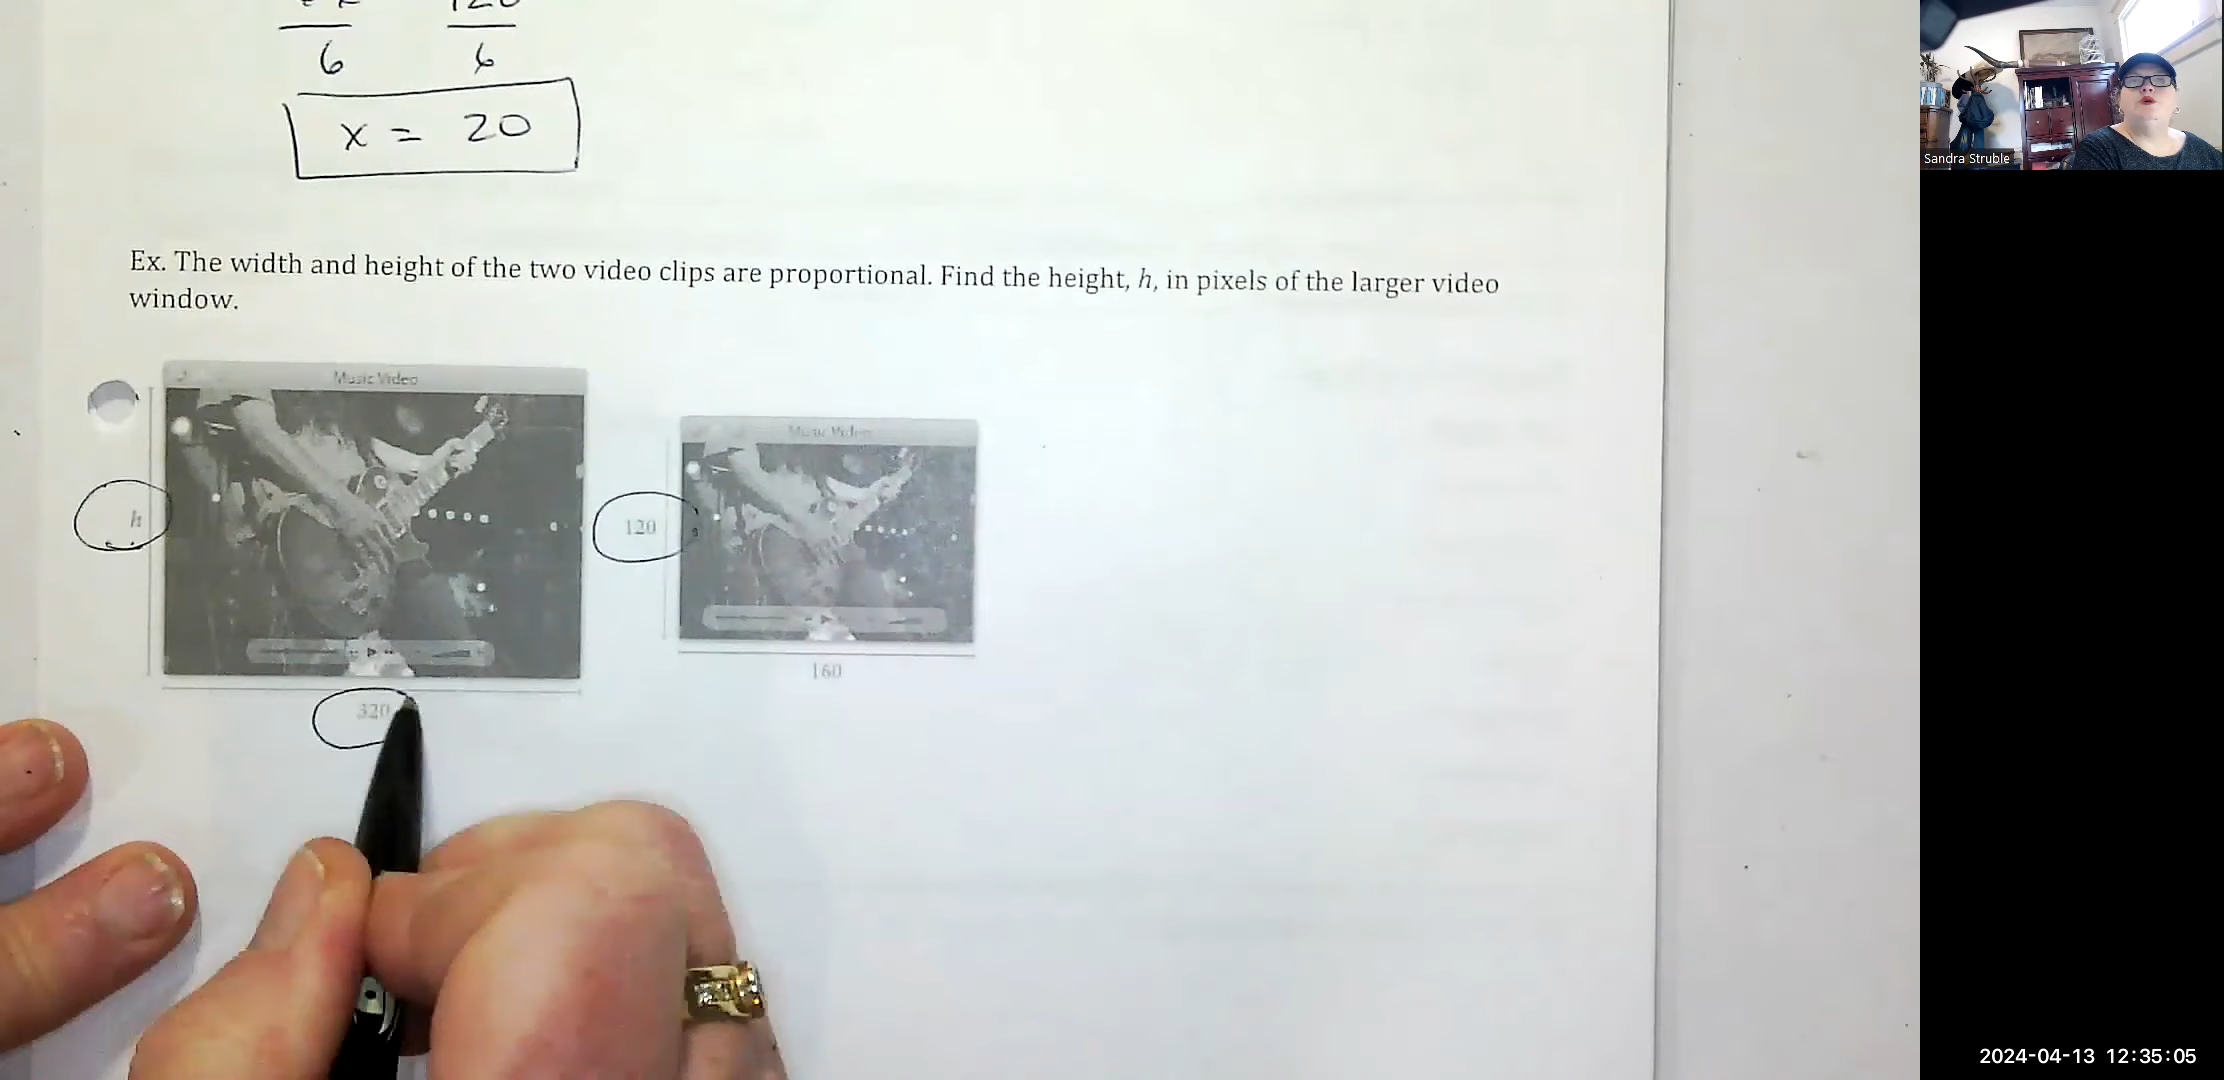 6 6
x = 20
Ex. The width and height of the two video clips are proportional. Find the height, h, in pixels of the larger video
window.
Music Video
Music Video
h
120
160
320
Sandra Struble
2024-04-13 12:35:05